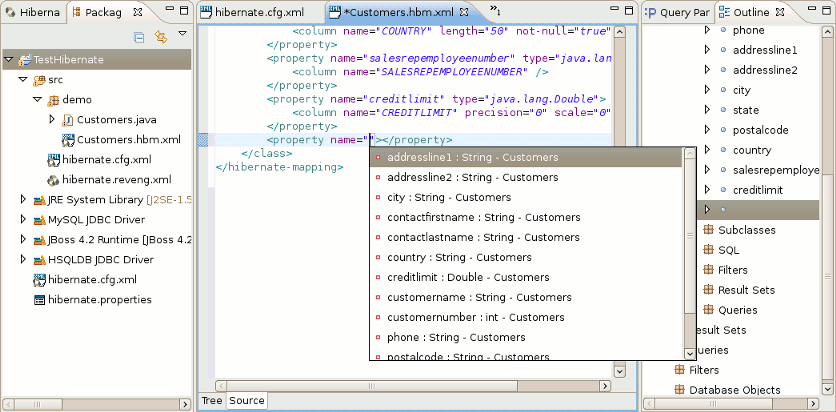 Hiberna
Packag
TestHibernate
src
demo
Customers.java
Customers.hbm.xml
hibernate.cfg.xml
hibernate.reveng.xml
JRE System Library [J2SE-1.5
MySQL JDBC Driver
JBoss 4.2 Runtime [JBoss 4.2
HSQLDB JDBC Driver
hibernate.cfg.xml
hibernate.properties
hibernate.cfg.xml
*Customers.hbm.xml
»1
<column name="COUNTRY" length="50" not-null="true"
</property>
<property name="salesrepemployeenumber" type="java.lan
<column name="SALESREPEMPLOYEENUMBER" />
</property>
<property name="creditlimit" type="java.lang.Double">
<column name="CREDITLIMIT" precision="0" scale="0"
</property>
<property name=""></property>
</class>
</hibernate-mapping>
addressline1 : String - Customers
addressline2 : String - Customers
city : String - Customers
contactfirstname : String - Customers
contactlastname : String - Customers
country : String - Customers
creditlimit : Double - Customers
customername : String - Customers
customernumber : int - Customers
phone : String - Customers
postalcode : String - Customers
Tree
Source
Query Par
Outline
phone
addressline1
addressline2
city
state
postalcode
country
salesrepemploye
creditlimit
Subclasses
SQL
Filters
Result Sets
Queries
esult Sets
ueries
Filters
Database Objects